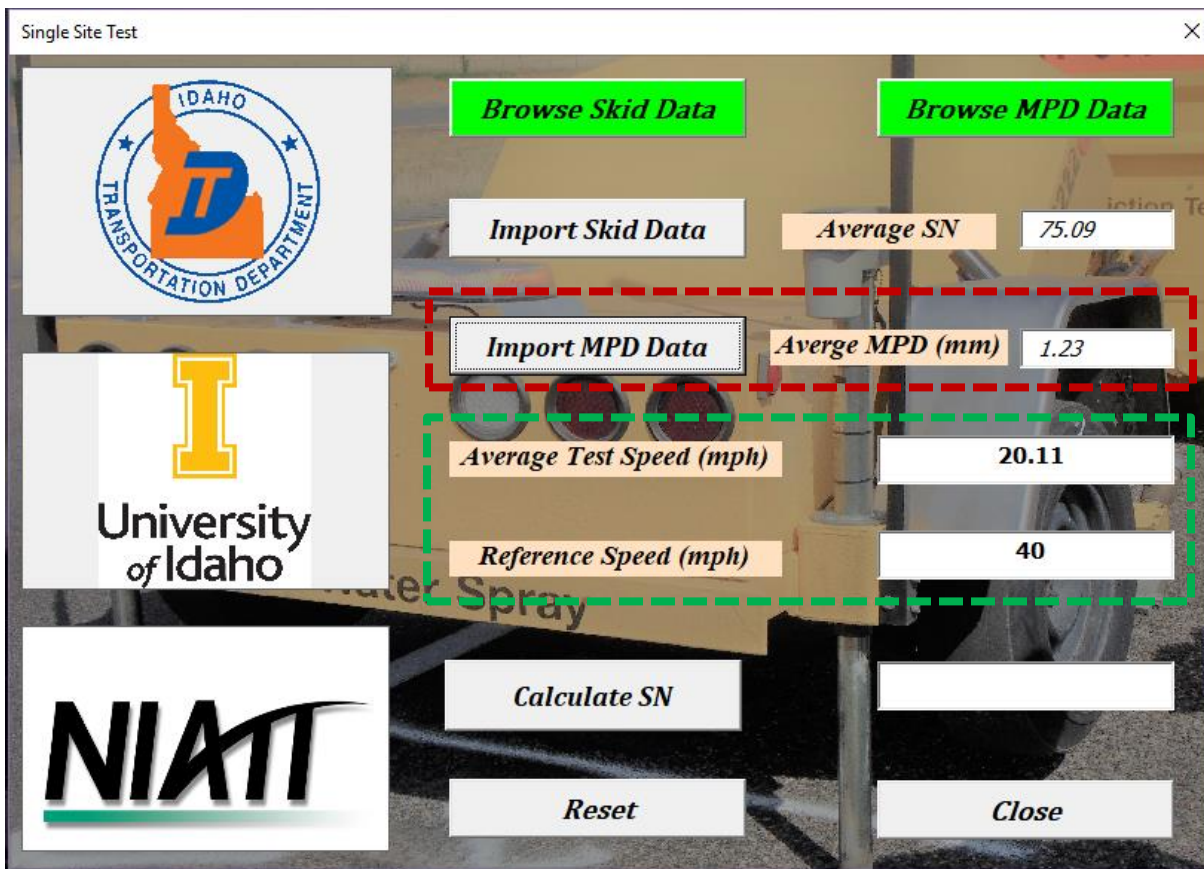 Single Site Test
IDAHO
TRANSPORTATION DEPARTMENT
Browse Skid Data
Browse MPD Data
Import Skid Data
Average SN
75.09
Import MPD Data
Averge MPD (mm)
1.23
Average Test Speed (mph)
20.11
Reference Speed (mph)
40
University
of Idaho
Water Spray
Calculate SN
NIATT
Reset
Close